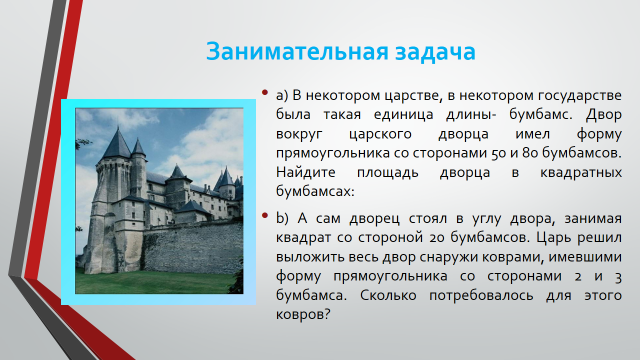 Занимательная задача
а) В некотором царстве, в некотором государстве
была такая единица длины- бумбамс. Двор
вокруг царского дворца имел форму
прямоугольника со сторонами 50 и 80 бумбамсов.
Найдите площадь дворца в квадратных
бумбамсах:
b) А сам дворец стоял в углу двора, занимая
квадрат со стороной 20 бумбамсов. Царь решил
выложить весь двор снаружи коврами, имевшими
форму прямоугольника со сторонами 2 и 3
бумбамса. Сколько потребовалось для этого
ковров?